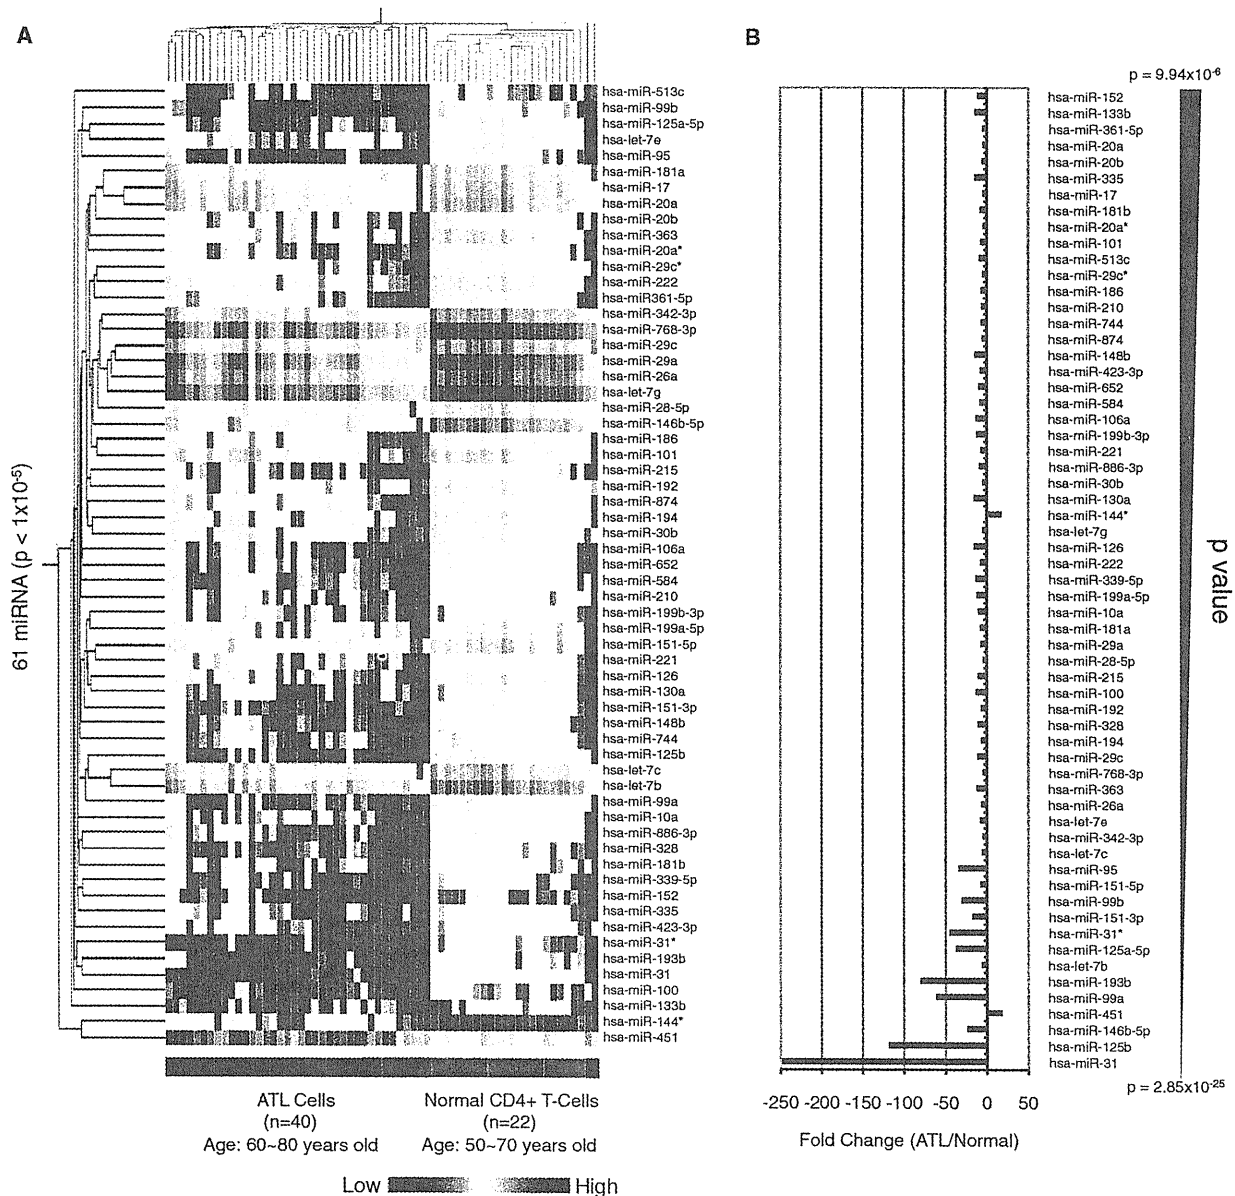 A
hsa-miR-513c
hsa-miR-99b
hsa-miR-125a-5p
hsa-let-7e
hsa-miR-95
hsa-miR-181a
hsa-miR-17
hsa-miR-20a
hsa-miR-20b
hsa-miR-363
hsa-miR-20a*
hsa-miR-29c*
hsa-miR-222
hsa-miR361-5p
hsa-miR-342-3p
hsa-miR-768-3p
hsa-miR-29c
hsa-miR-29a
hsa-miR-26a
hsa-let-7g
hsa-miR-28-5p
hsa-miR-146b-5p
hsa-miR-186
hsa-miR-101
hsa-miR-215
hsa-miR-192
hsa-miR-874
hsa-miR-194
hsa-miR-30b
hsa-miR-106a
hsa-miR-652
hsa-miR-584
hsa-miR-210
hsa-miR-199b-3p
hsa-miR-199a-5p
hsa-miR-151-5p
hsa-miR-221
hsa-miR-126
hsa-miR-130a
hsa-miR-151-3p
hsa-miR-148b
hsa-miR-744
hsa-miR-125b
hsa-let-7c
hsa-let-7b
hsa-miR-99a
hsa-miR-10a
hsa-miR-886-3p
hsa-miR-328
hsa-miR-181b
hsa-miR-339-5p
hsa-miR-152
hsa-miR-335
hsa-miR-423-3p
hsa-miR-31*
hsa-miR-193b
hsa-miR-31
hsa-miR-100
hsa-miR-133b
hsa-miR-144*
hsa-miR-451
61 miRNA (p < 1x10-5)
ATL Cells
(n=40)
Age: 60~80 years old
Normal CD4+ T-Cells
(n=22)
Age: 50~70 years old
Low
High
B
p = 9.94x10-6
hsa-miR-152
hsa-miR-133b
hsa-miR-361-5p
hsa-miR-20a
hsa-miR-20b
hsa-miR-335
hsa-miR-17
hsa-miR-181b
hsa-miR-20a*
hsa-miR-101
hsa-miR-513c
hsa-miR-29c*
hsa-miR-186
hsa-miR-210
hsa-miR-744
hsa-miR-874
hsa-miR-148b
hsa-miR-423-3p
hsa-miR-652
hsa-miR-584
hsa-miR-106a
hsa-miR-199b-3p
hsa-miR-221
hsa-miR-886-3p
hsa-miR-30b
hsa-miR-130a
hsa-miR-144*
hsa-let-7g
hsa-miR-126
hsa-miR-222
hsa-miR-339-5p
hsa-miR-199a-5p
hsa-miR-10a
hsa-miR-181a
hsa-miR-29a
hsa-miR-28-5p
hsa-miR-215
hsa-miR-100
hsa-miR-192
hsa-miR-328
hsa-miR-194
hsa-miR-29c
hsa-miR-768-3p
hsa-miR-363
hsa-miR-26a
hsa-let-7e
hsa-miR-342-3p
hsa-let-7c
hsa-miR-95
hsa-miR-151-5p
hsa-miR-99b
hsa-miR-151-3p
hsa-miR-31*
hsa-miR-125a-5p
hsa-let-7b
hsa-miR-193b
hsa-miR-99a
hsa-miR-451
hsa-miR-146b-5p
hsa-miR-125b
hsa-miR-31
p value
p = 2.85x10-25
-250 -200 -150 -100 -50 0 50
Fold Change (ATL/Normal)